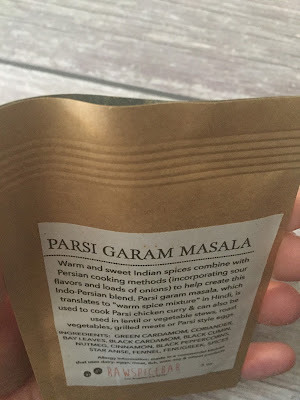 PARSI GARAM MASALA
Warm and sweet Indian spices combine with
Persian cooking methods (incorporating sour
flavors and loads of onions) to help create this
Indo-Persian blend. Parsi garam masala, which
translates to "warm spice mixture" in Hindi, is
used to cook Parsi chicken curry & can also be
used in lentil or vegetable stews, roast
vegetables, grilled meats or Parsi style eggs
INGREDIENTS: GREEN CARDAMOM, CORIANDER,
BAY LEAVES, BLACK CARDAMOM, BLACK CUMIN,
NUTMEG, CINNAMON, BLACK PEPPERCORNS,
STAR ANISE, FENNEL, FENUGREEK, SPICES
RAWSPICEBAR